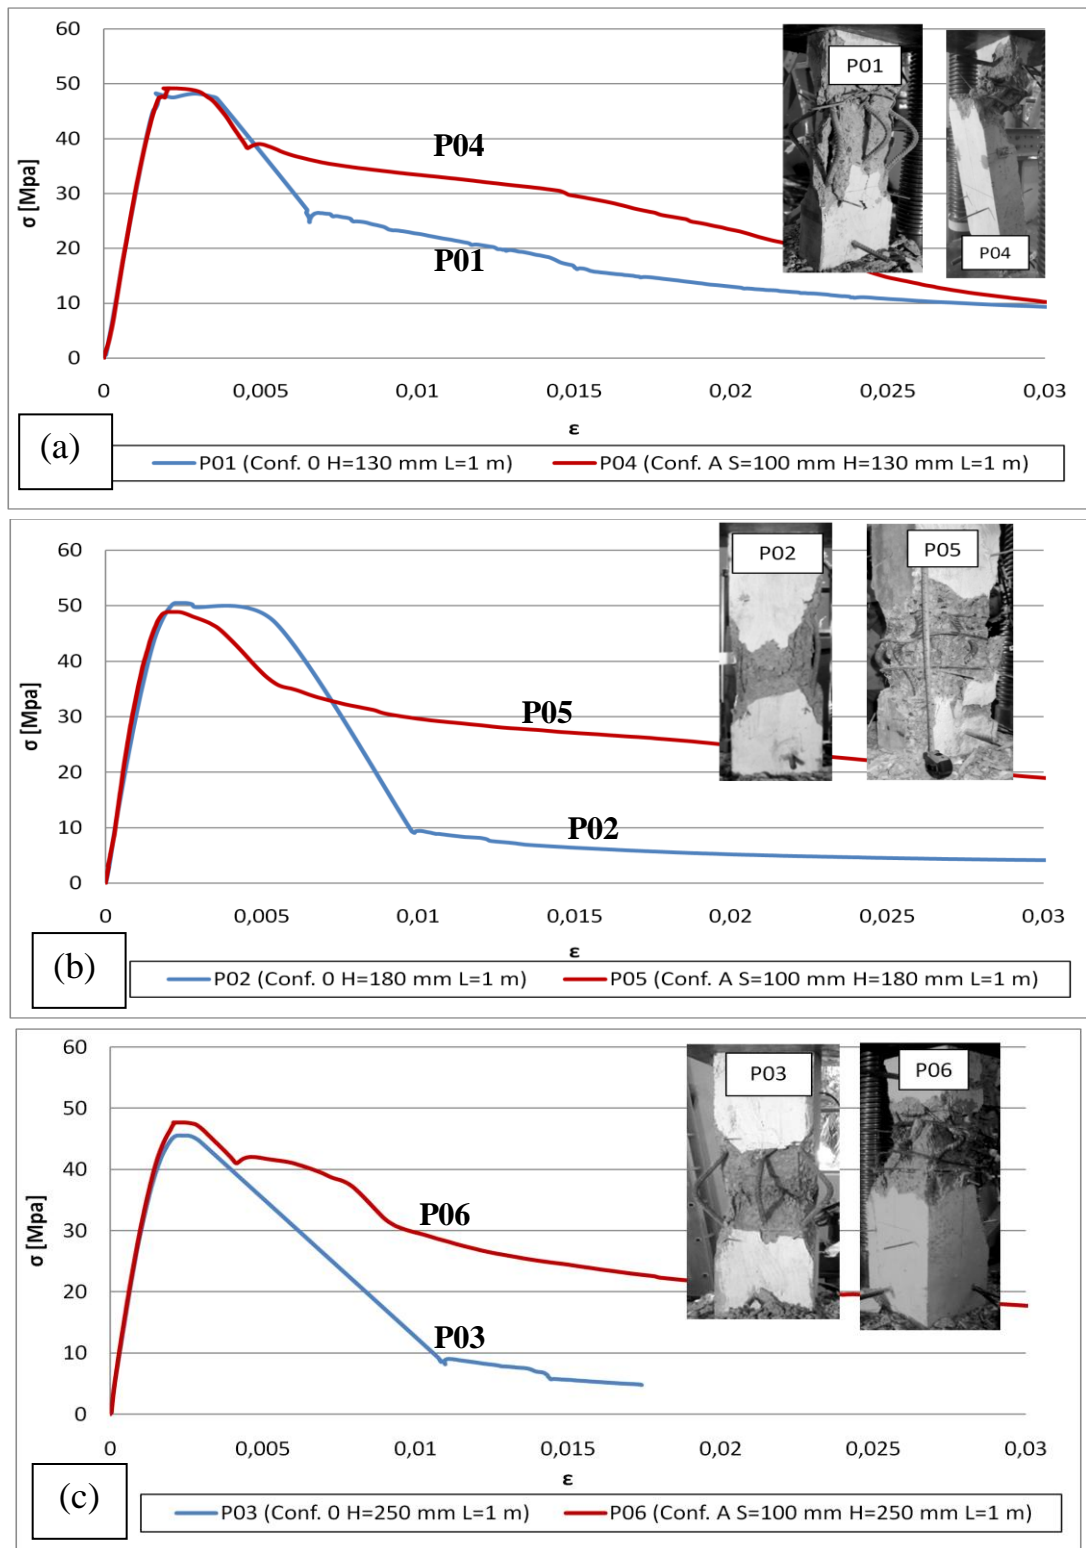 60
50
40
30
20
10
0
σ [Mpa]
P04
P01
P01
P04
0 0,005 0,01 0,015 0,02 0,025 0,03
ε
(a)
P01 (Conf. 0 H=130 mm L=1 m) P04 (Conf. A S=100 mm H=130 mm L=1 m)
60
50
40
30
20
10
0
σ [Mpa]
P02
P05
P05
P02
0 0,005 0,01 0,015 0,02 0,025 0,03
ε
(b)
P02 (Conf. 0 H=180 mm L=1 m) P05 (Conf. A S=100 mm H=180 mm L=1 m)
60
50
40
30
20
10
0
σ [Mpa]
P03
P06
P06
P03
0 0,005 0,01 0,015 0,02 0,025 0,03
ε
(c)
P03 (Conf. 0 H=250 mm L=1 m) P06 (Conf. A S=100 mm H=250 mm L=1 m)